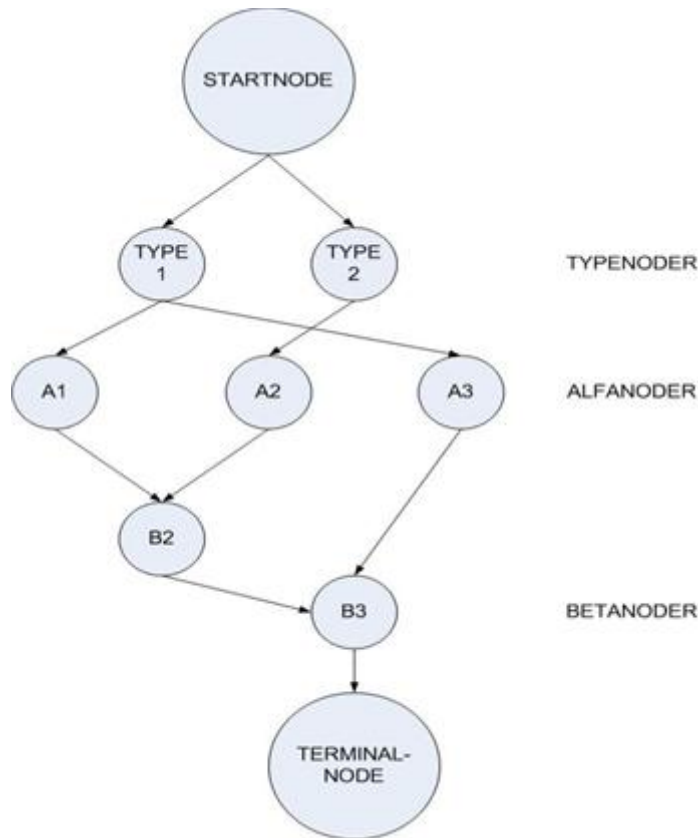 STARTNODE
TYPE
1
TYPE
2
TYPENODER
A1
A2
A3
ALFANODER
B2
B3
BETANODER
TERMINAL-
NODE